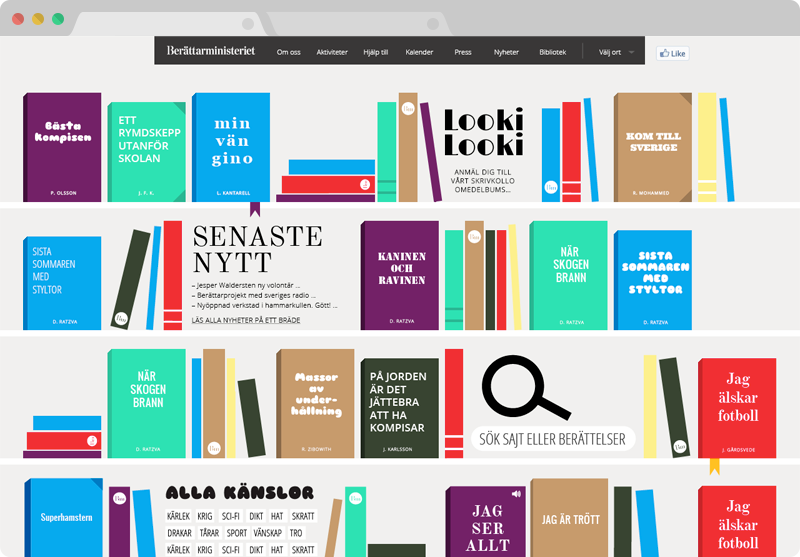 Berättarministeriet
Om oss
Aktiviteter
Hjälp till
Kalender
Press
Nyheter
Bibliotek
Välj ort
Like
Bästa
kompisen
P. OLSSON
ETT
RYMDSKEPP
UTANFÖR
SKOLAN
J. F. K.
min
vän
gino
L. KANTARELL
Looki
Looki
ANMÄL DIG TILL
VÅRT SKRIVKOLLO
OMEDELBUMS...
KOM TILL
SVERIGE
R. MOHAMMED
SISTA
SOMMAREN
MED
STYLTOR
D. RATZVA
SENASTE
NYTT
– Jesper Waldersten ny volontär ...
– Berättarprojekt med sveriges radio ...
– Nyöppnad verkstad i hammarkullen. Gött! ...
LÄS ALLA NYHETER PÅ ETT BRÄDE
KANINEN
OCH
RAVINEN
D. RATZVA
NÄR
SKOGEN
BRANN
D. RATZVA
SISTA
SOMMAREN
MED
STYLTOR
D. RATZVA
NÄR
SKOGEN
BRANN
D. RATZVA
Massor
av
under-
hållning
R. ZIBOWITH
PÅ JORDEN
ÄR DET
JÄTTEBRA
ATT HA
KOMPISAR
J. KARLSSON
SÖK SAJT ELLER BERÄTTELSER
Jag
älskar
fotboll
J. GÄRDSVEDE
Superhamstern
ALLA KÄNSLOR
KÄRLEK KRIG SCI-FI DIKT HAT SKRATT
DRAKAR TÅRAR SPORT VÄNSKAP TRO
KÄRLEK KRIG SCI-FI DIKT HAT SKRATT
JAG
SER
ALLT
JAG ÄR TRÖTT
Jag
älskar
fotboll